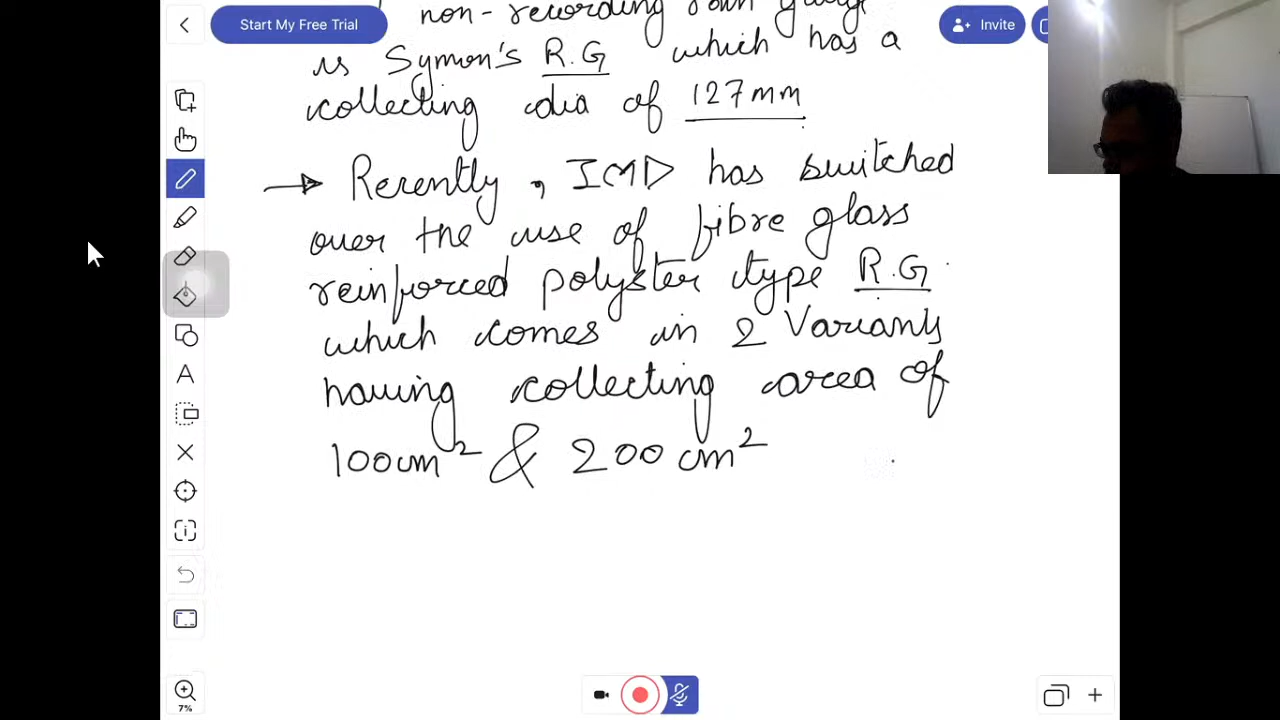 Start My Free Trial
Invite
non-recording rain gauge
is Symon's R.G which has a
collecting dia of 127mm
→ Recently, IMD has switched
over the use of fibre glass
reinforced polyster type R.G
which comes in 2 Variants
having collecting area of
100cm² & 200cm²
7%